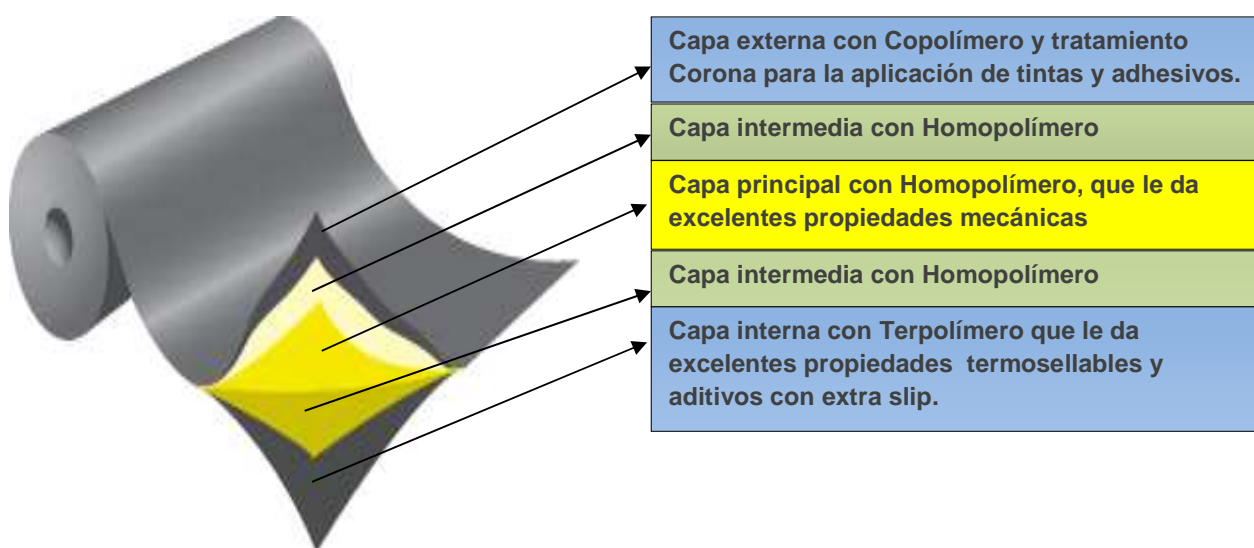 Capa externa con Copolímero y tratamiento
Corona para la aplicación de tintas y adhesivos.
Capa intermedia con Homopolímero
Capa principal con Homopolímero, que le da
excelentes propiedades mecánicas
Capa intermedia con Homopolímero
Capa interna con Terpolímero que le da
excelentes propiedades termosellables y
aditivos con extra slip.